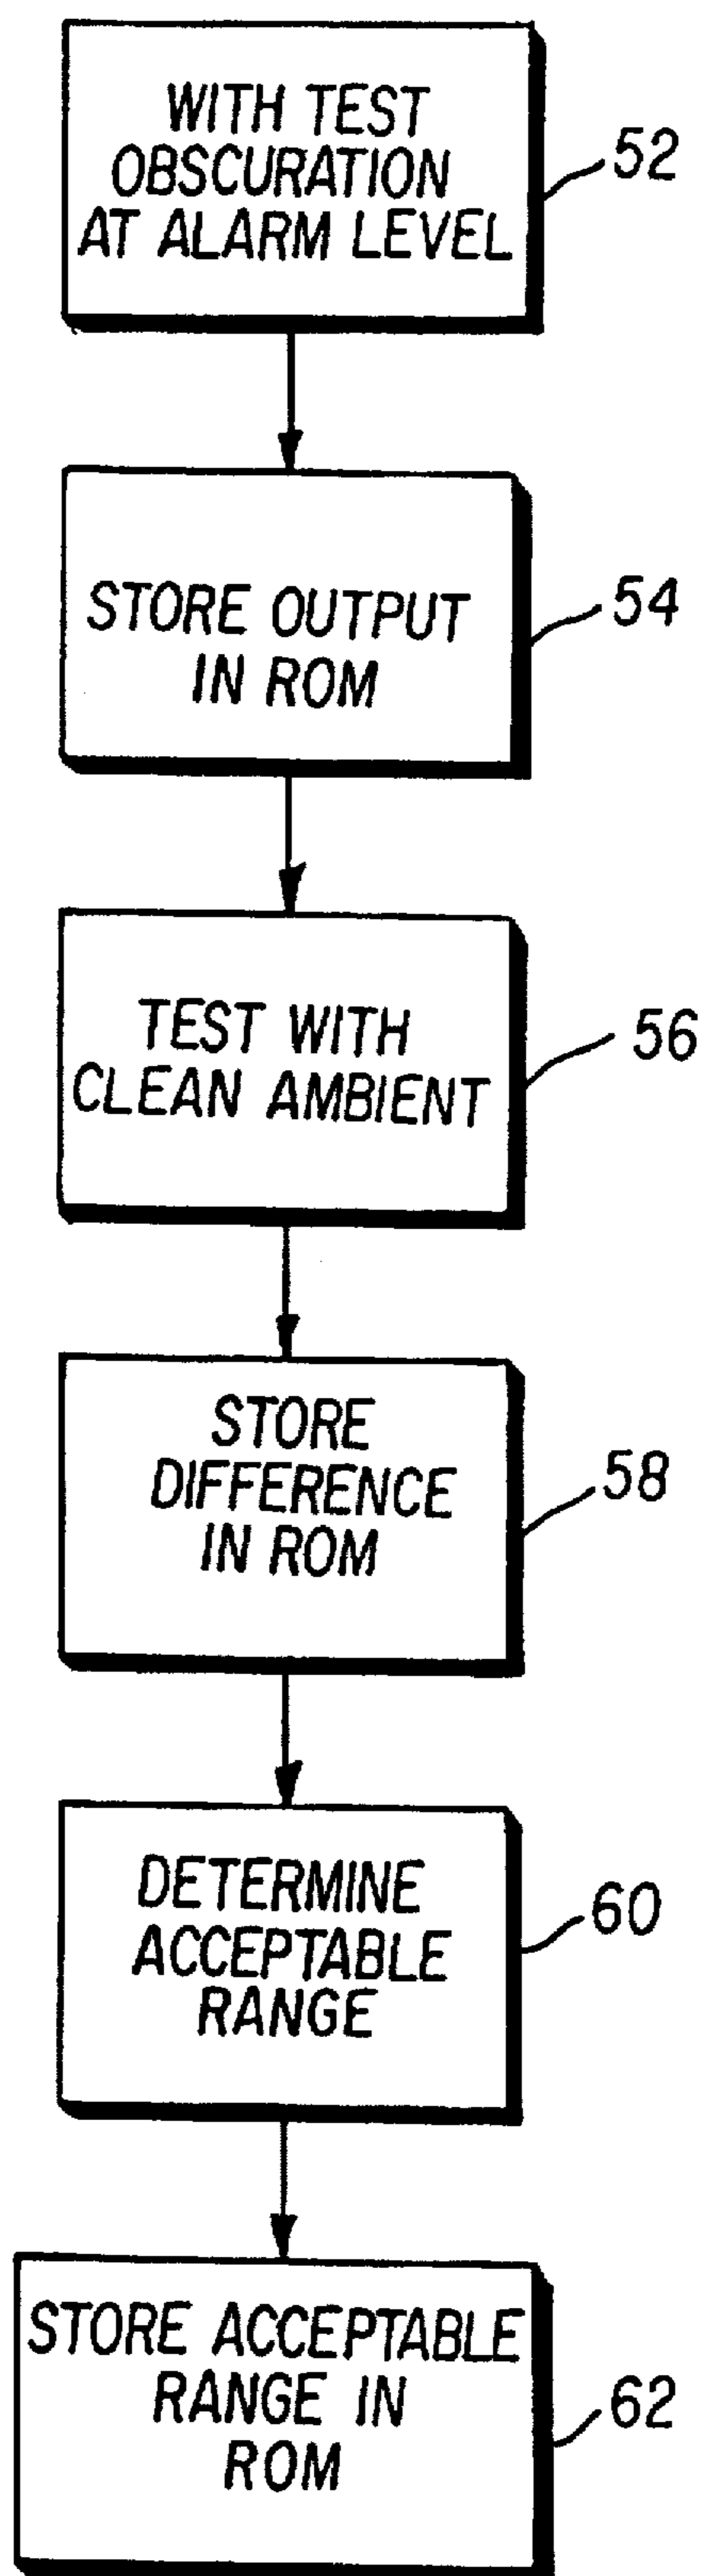 WITH TEST
OBSCURATION
AT ALARM LEVEL
52
STORE OUTPUT
IN ROM
54
TEST WITH
CLEAN AMBIENT
56
STORE
DIFFERENCE
IN ROM
58
DETERMINE
ACCEPTABLE
RANGE
60
STORE ACCEPTABLE
RANGE IN
ROM
62